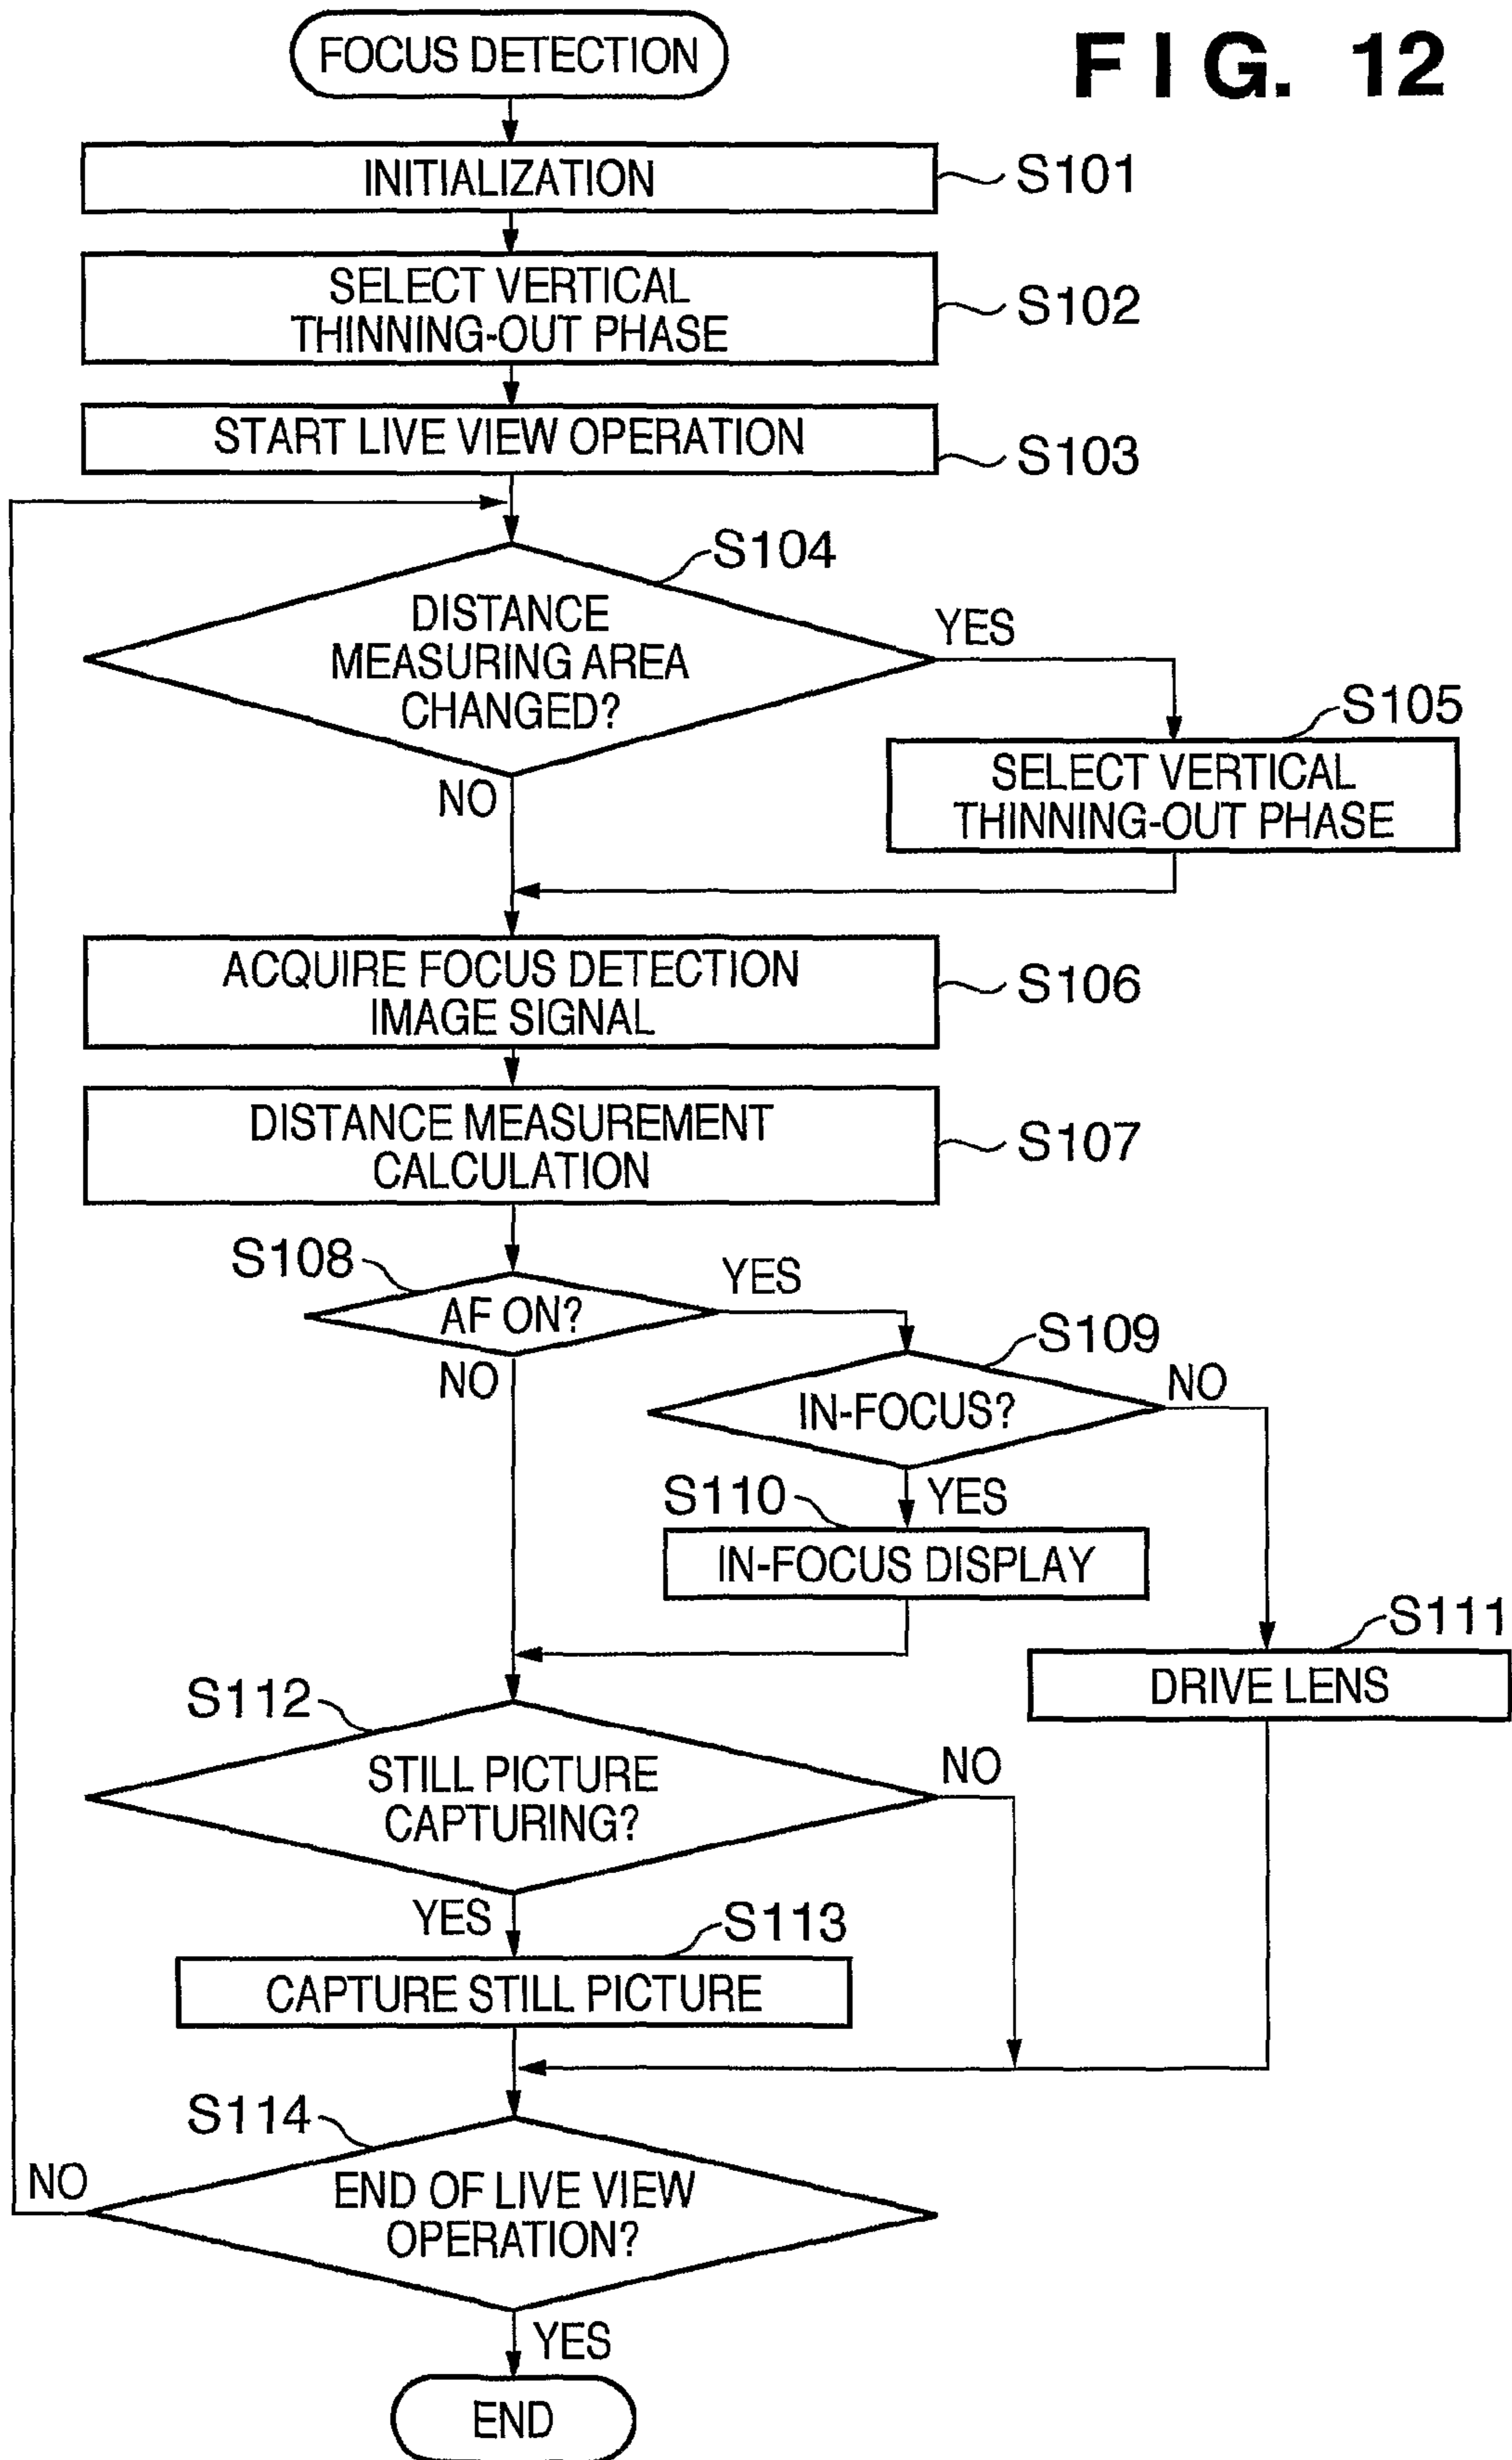 FIG. 12
FOCUS DETECTION
INITIALIZATION
S101
SELECT VERTICAL
THINNING-OUT PHASE
S102
START LIVE VIEW OPERATION
S103
S104
DISTANCE
MEASURING AREA
CHANGED?
YES
NO
S105
SELECT VERTICAL
THINNING-OUT PHASE
ACQUIRE FOCUS DETECTION
IMAGE SIGNAL
S106
DISTANCE MEASUREMENT
CALCULATION
S107
S108
AF ON?
YES
NO
S109
IN-FOCUS?
NO
YES
S110
IN-FOCUS DISPLAY
S111
DRIVE LENS
S112
STILL PICTURE
CAPTURING?
NO
YES
S113
CAPTURE STILL PICTURE
S114
END OF LIVE VIEW
OPERATION?
NO
YES
END